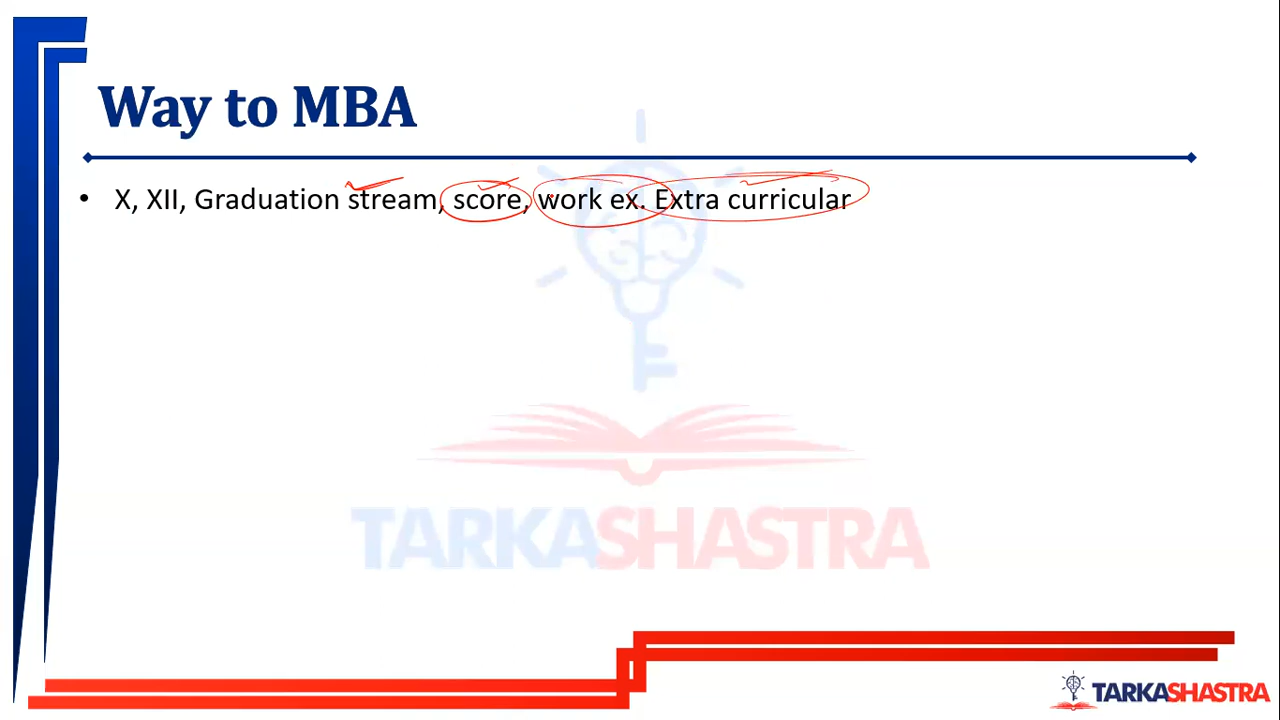 Way to MBA
• X, XII, Graduation stream, score, work ex. Extra curricular
TARKASHASTRA
TARKASHASTRA